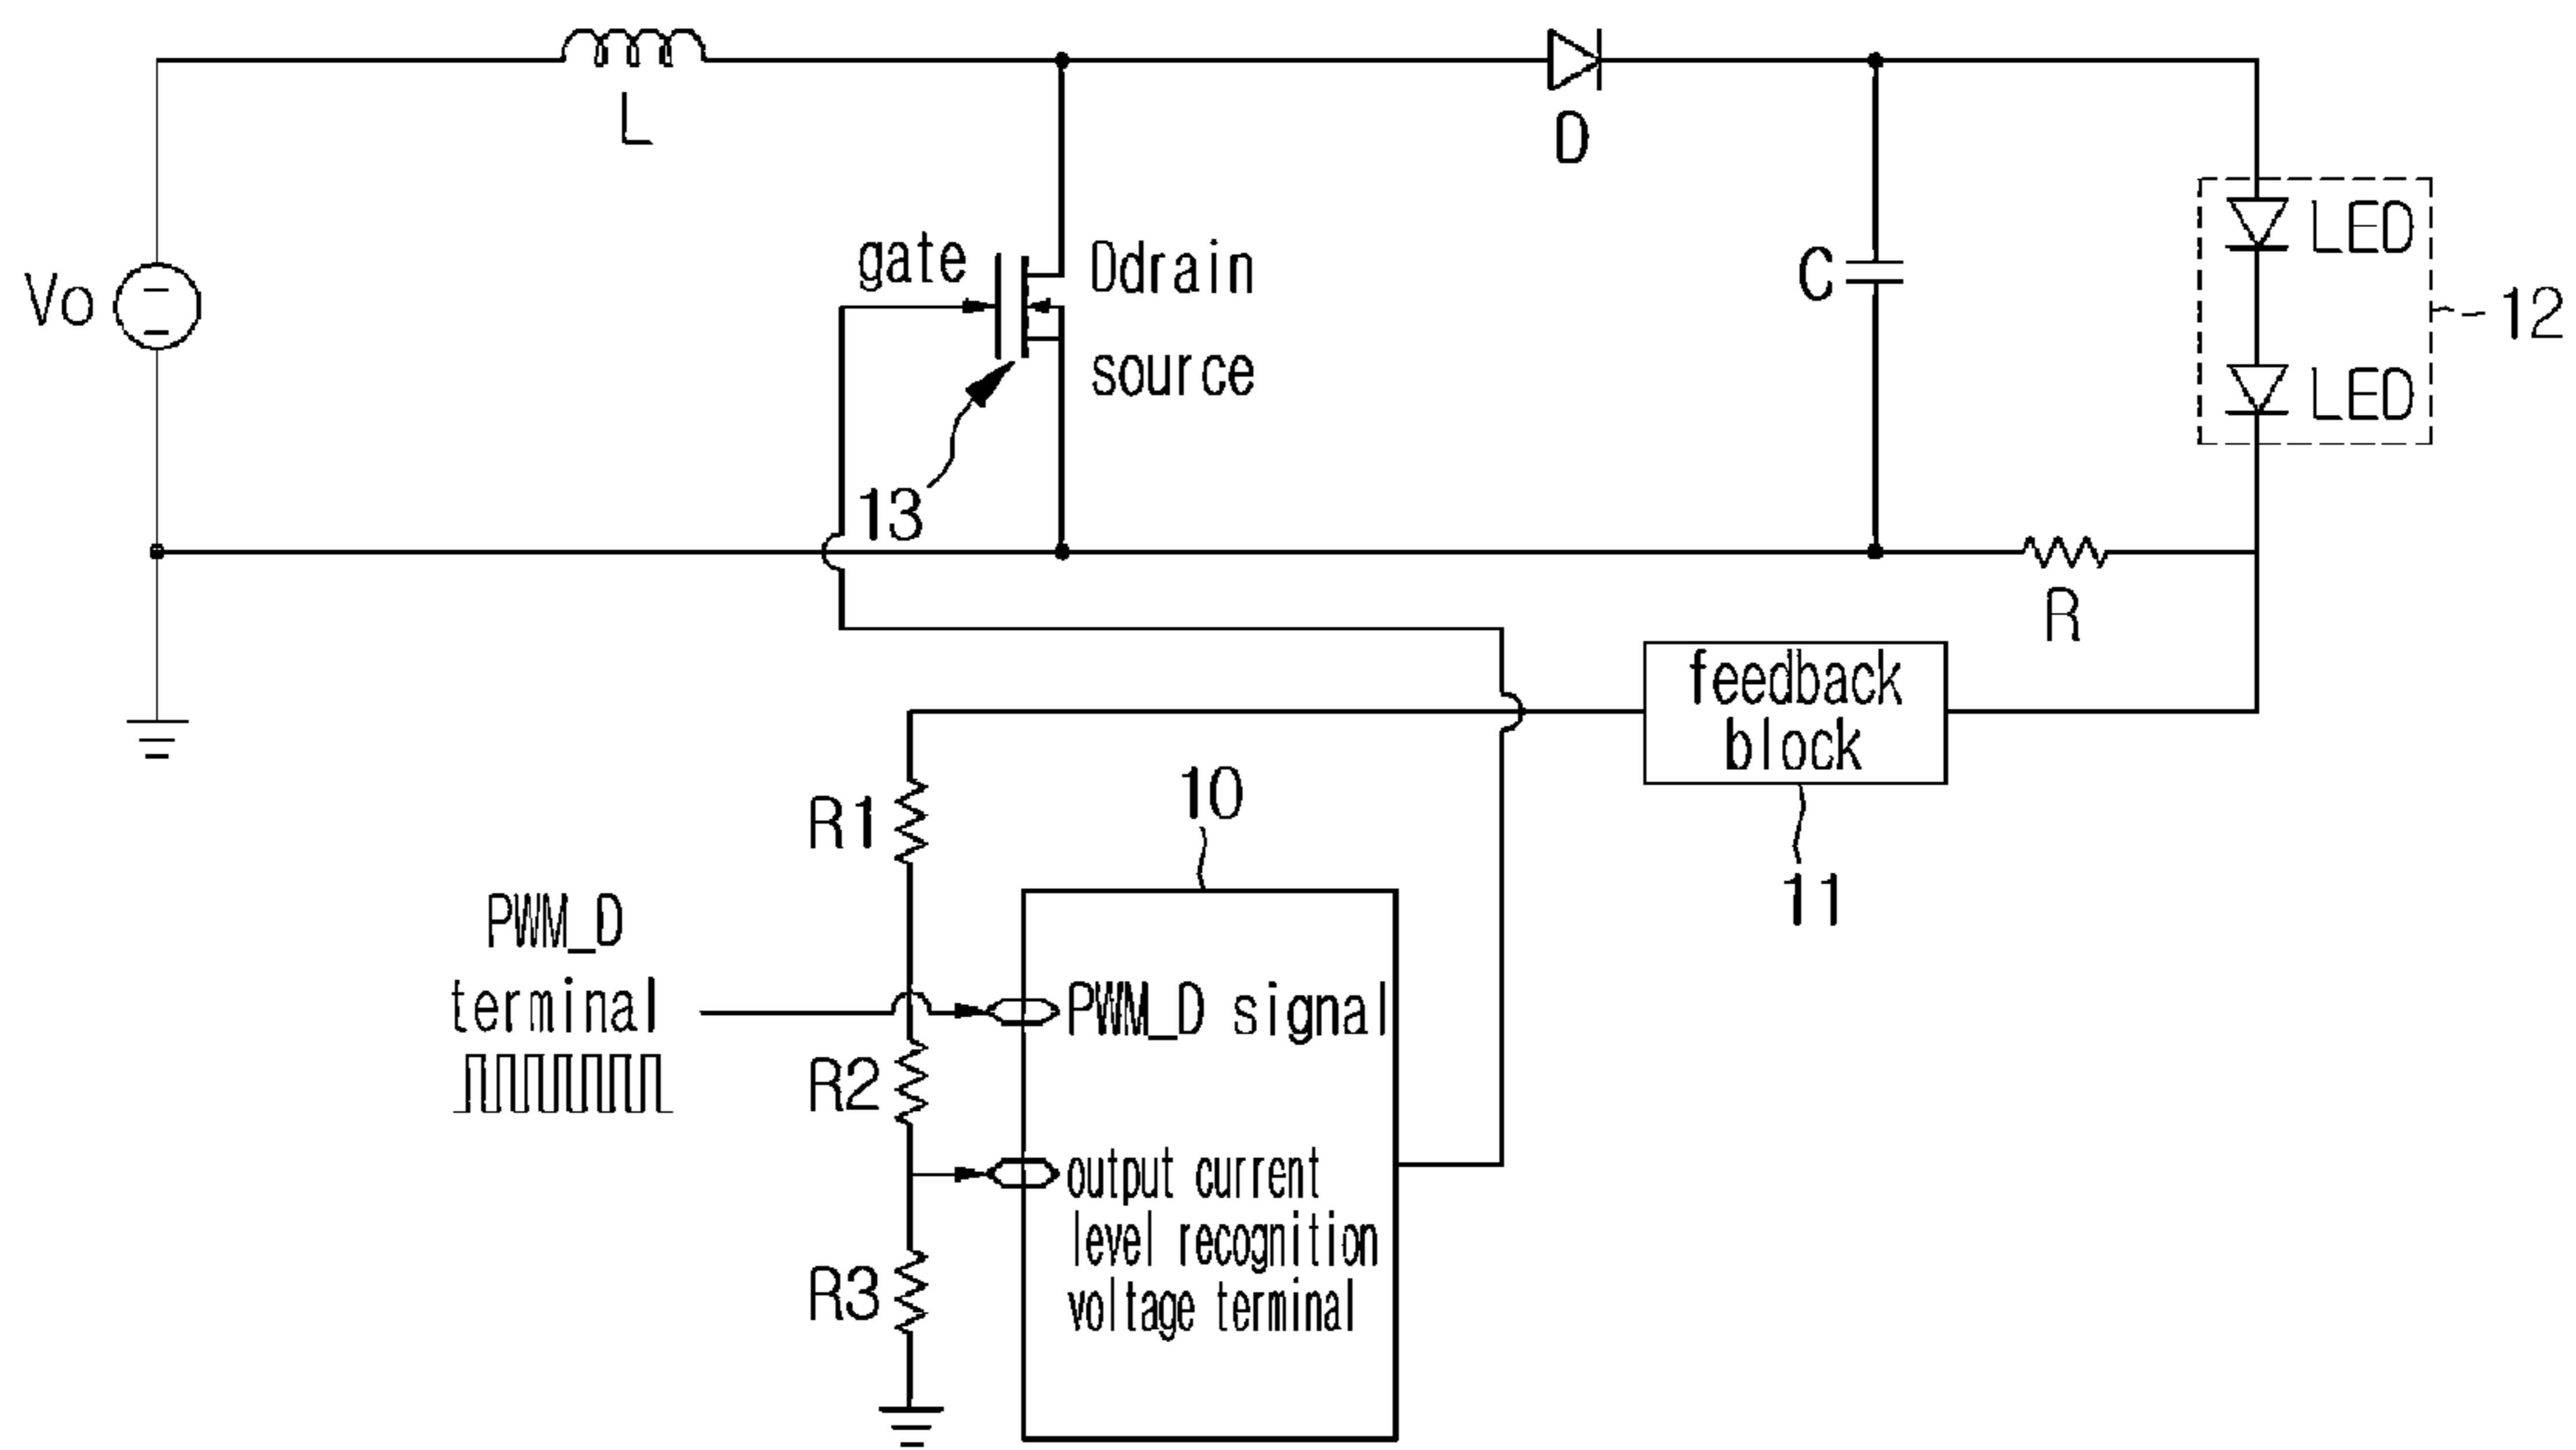 L
D
Vo
gate
Ddrain
source
C
LED
LED
12
13
R
feedback
block
11
10
R1
PWM_D
terminal
PWM_D signal
R2
output current
level recognition
voltage terminal
R3